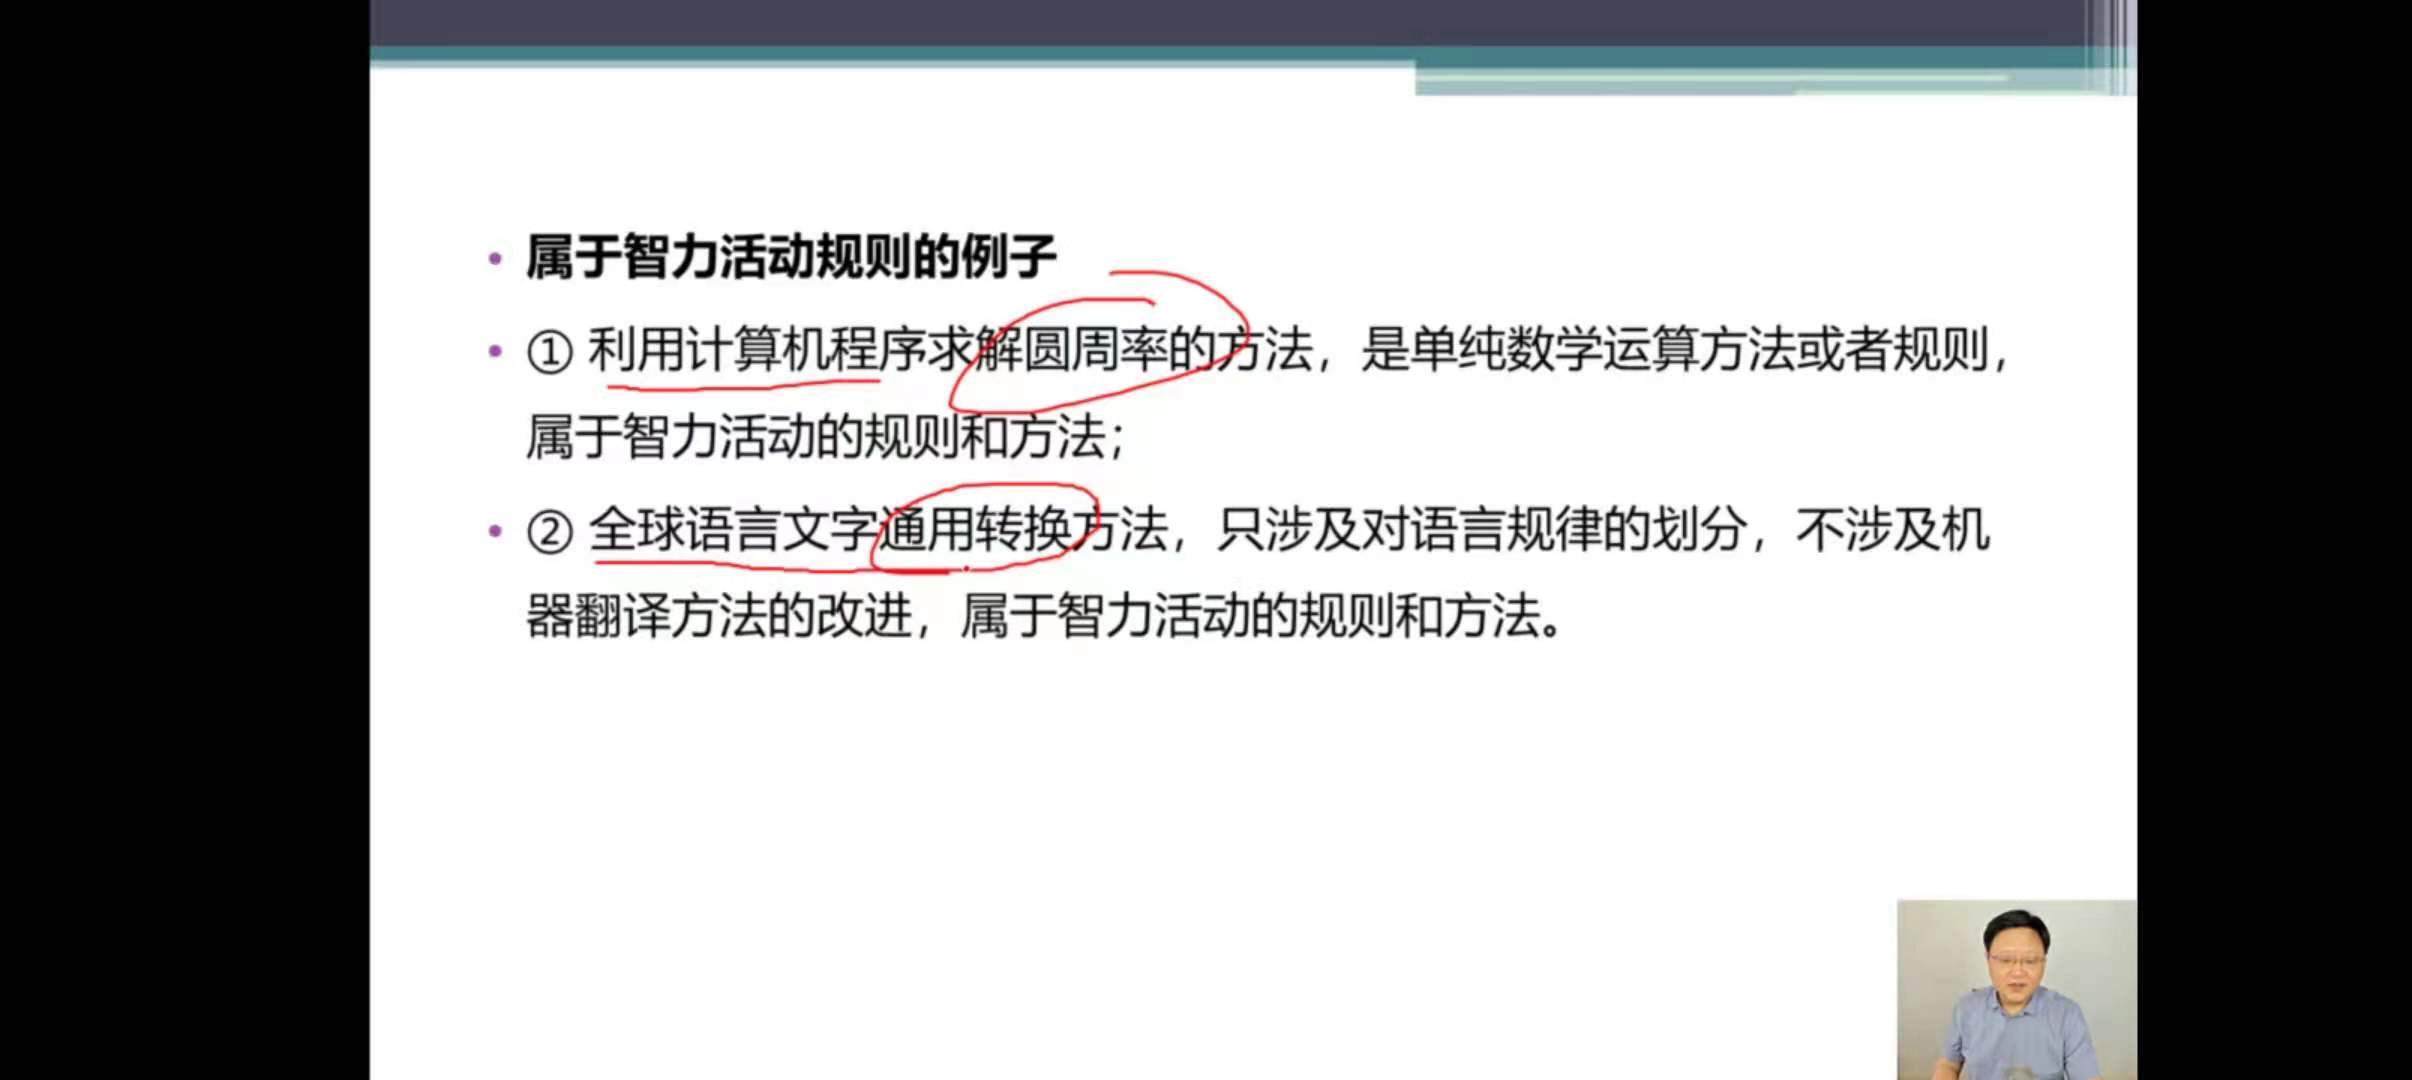 属于智力活动规则的例子
① 利用计算机程序求解圆周率的方法，是单纯数学运算方法或者规则，
属于智力活动的规则和方法；
② 全球语言文字通用转换方法，只涉及对语言规律的划分，不涉及机
器翻译方法的改进，属于智力活动的规则和方法。